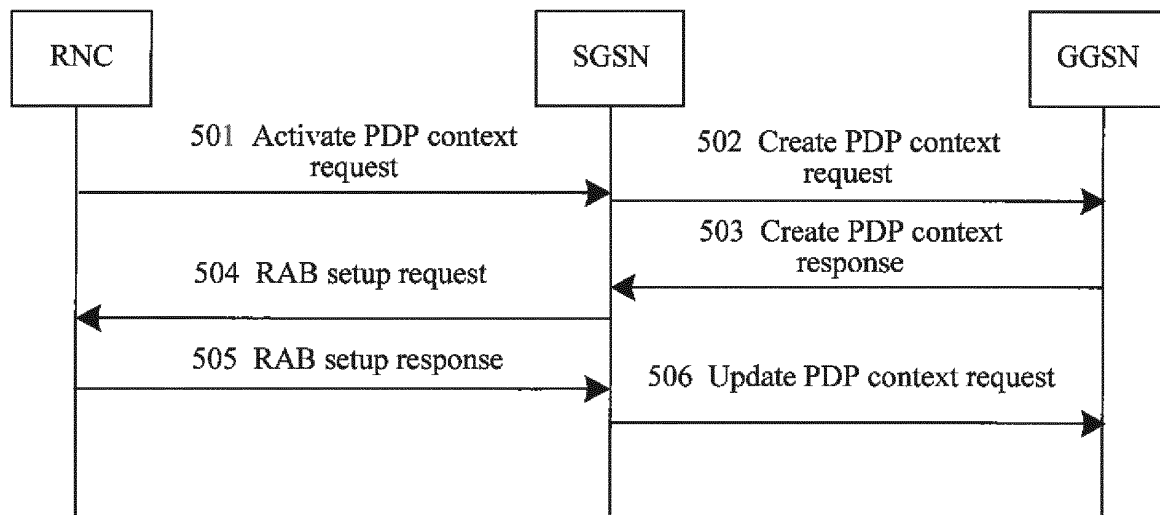 RNC
SGSN
GGSN
501 Activate PDP context
request
502 Create PDP context
request
503 Create PDP context
response
504 RAB setup request
505 RAB setup response
506 Update PDP context request